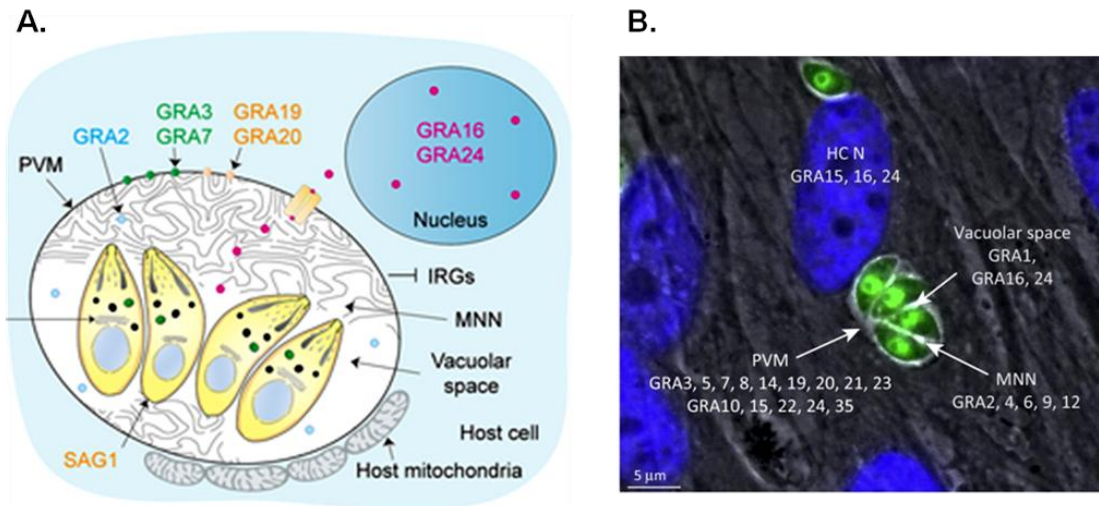 A.
B.
GRA2
GRA3
GRA7
GRA19
GRA20
PVM
GRA16
GRA24
Nucleus
IRGs
MNN
Vacuolar
space
Host cell
Host mitochondria
SAG1
HC N
GRA15, 16, 24
Vacuolar space
GRA1,
GRA16, 24
PVM
GRA3, 5, 7, 8, 14, 19, 20, 21, 23
GRA10, 15, 22, 24, 35
MNN
GRA2, 4, 6, 9, 12
5 µm